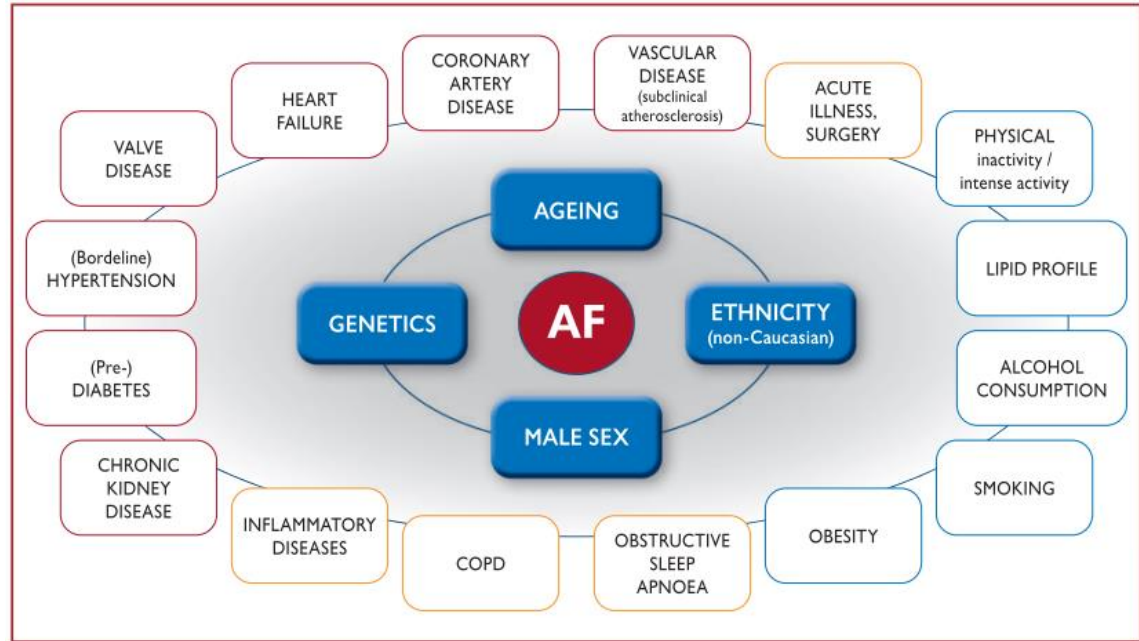 CORONARY
ARTERY
DISEASE
VASCULAR
DISEASE
(subclinical
atherosclerosis)
HEART
FAILURE
ACUTE
ILLNESS,
SURGERY
VALVE
DISEASE
PHYSICAL
inactivity /
intense activity
AGEING
(Bordeline)
HYPERTENSION
LIPID PROFILE
GENETICS
AF
ETHNICITY
(non-Caucasian)
(Pre-)
DIABETES
ALCOHOL
CONSUMPTION
MALE SEX
CHRONIC
KIDNEY
DISEASE
SMOKING
INFLAMMATORY
DISEASES
COPD
OBSTRUCTIVE
SLEEP
APNOEA
OBESITY